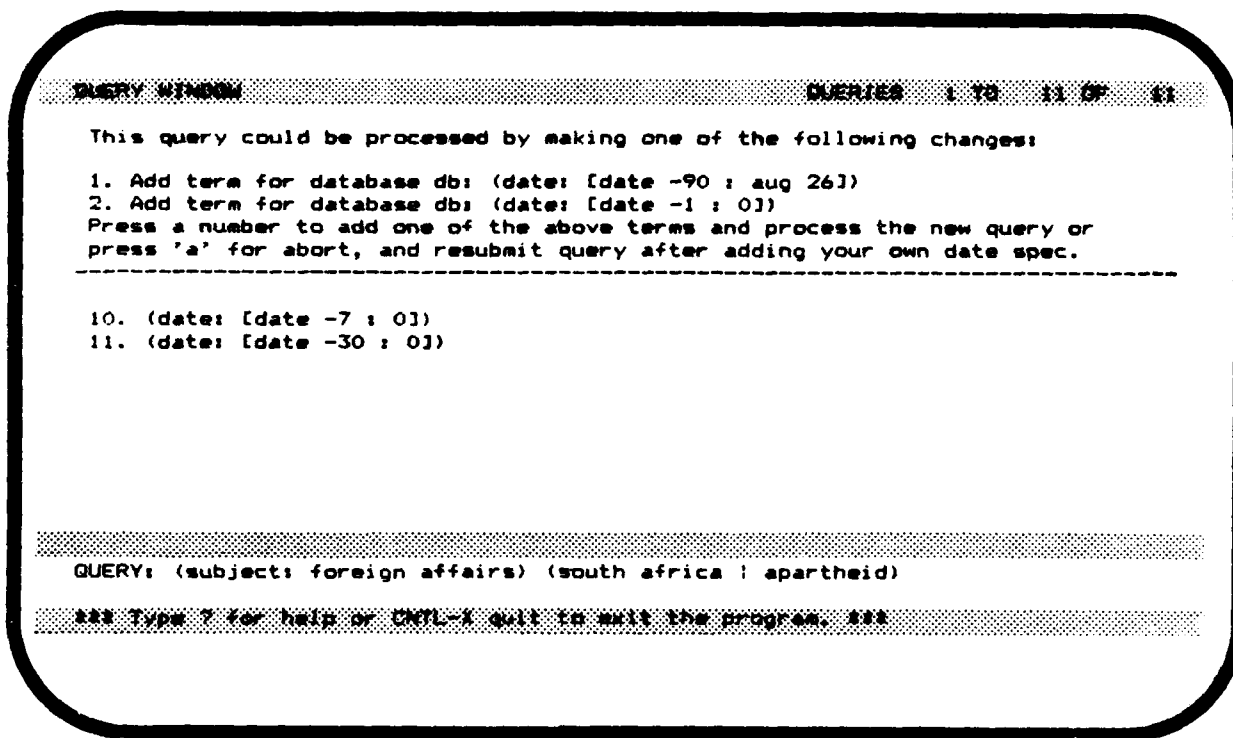 QUERY WINDOW QUERIES 1 TO 11 OF 11
This query could be processed by making one of the following changes:
1. Add term for database db: (date: [date -90 : aug 26])
2. Add term for database db: (date: [date -1 : 0])
Press a number to add one of the above terms and process the new query or
press 'a' for abort, and resubmit query after adding your own date spec.
--------------------------------------------------------------------------
10. (date: [date -7 : 0])
11. (date: [date -30 : 0])
QUERY: (subject: foreign affairs) (south africa | apartheid)
### Type ? for help or CNTL-X quit to exit the program. ###